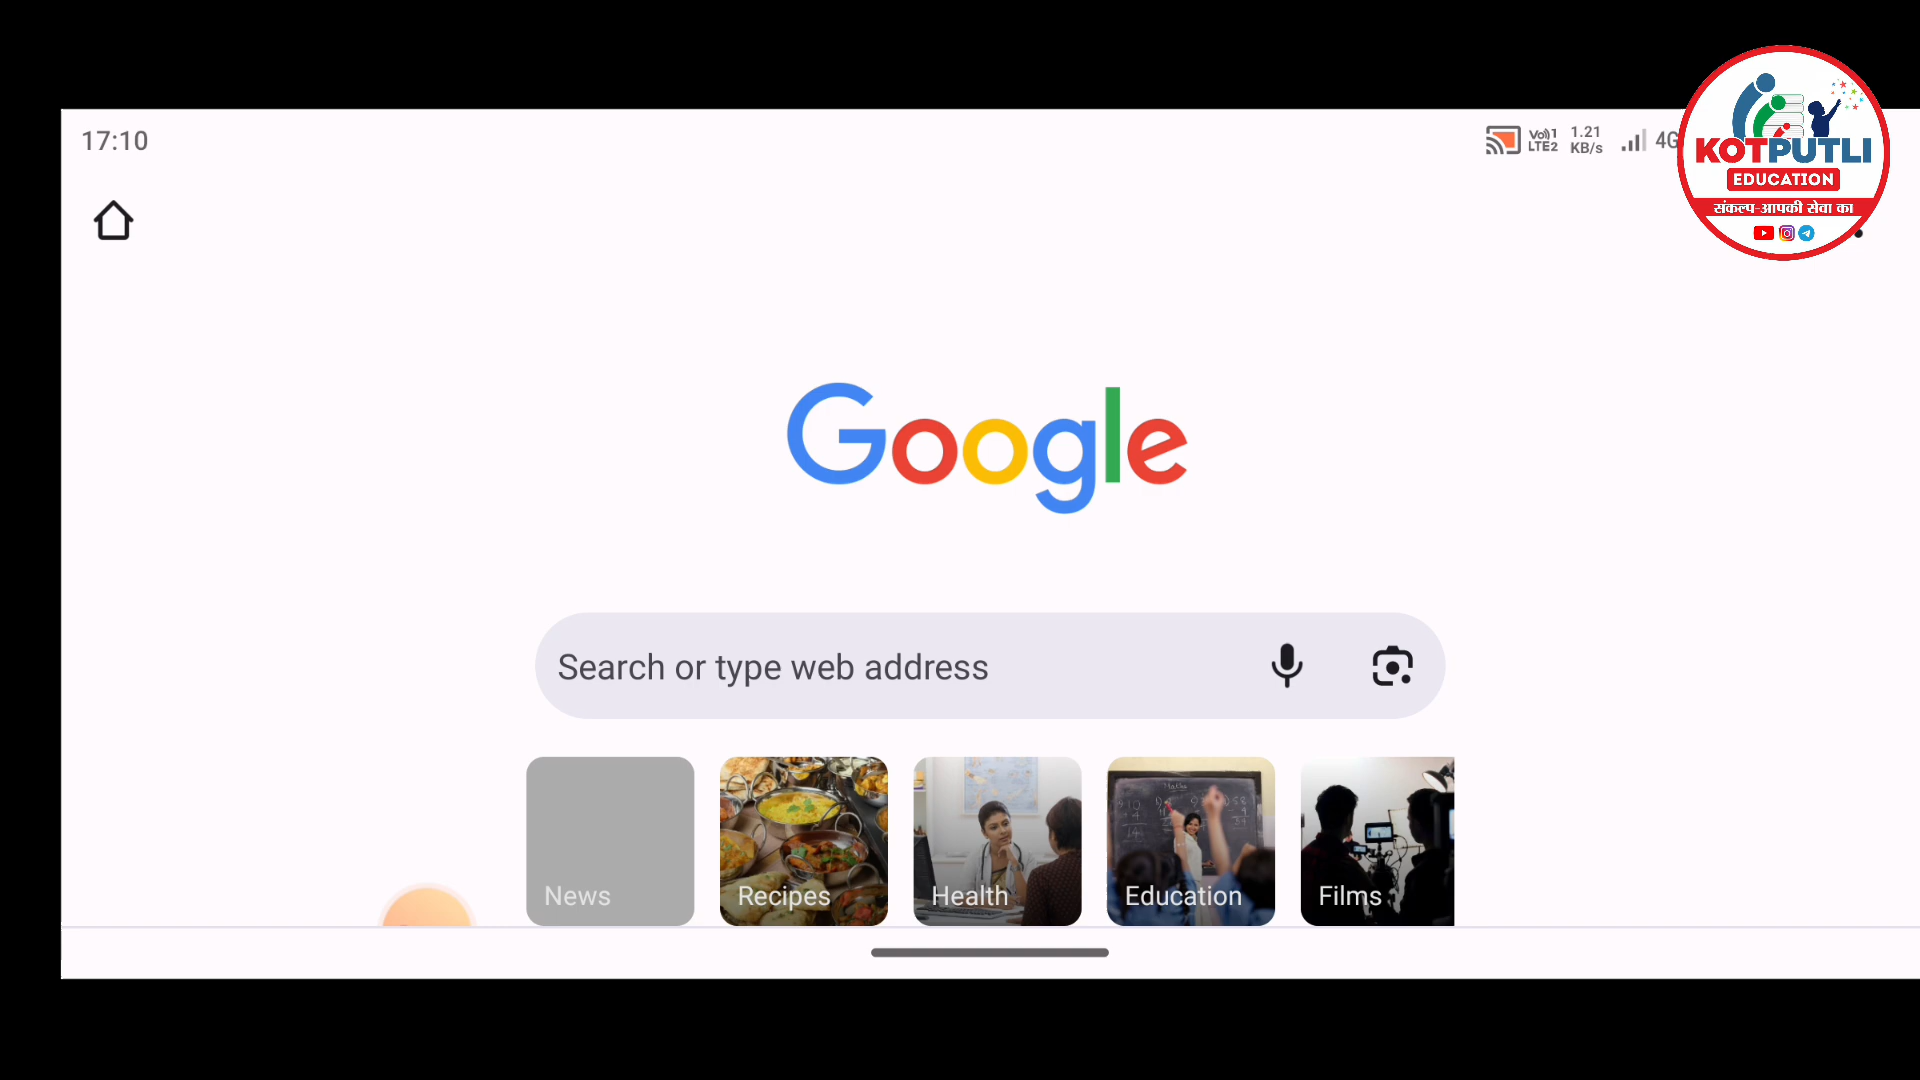 17:10
Vo)) 1
LTE2
1.21
KB/s
4G
KOTPUTLI
EDUCATION
संकल्प-आपकी सेवा का
Google
Search or type web address
News
Recipes
Health
Education
Films